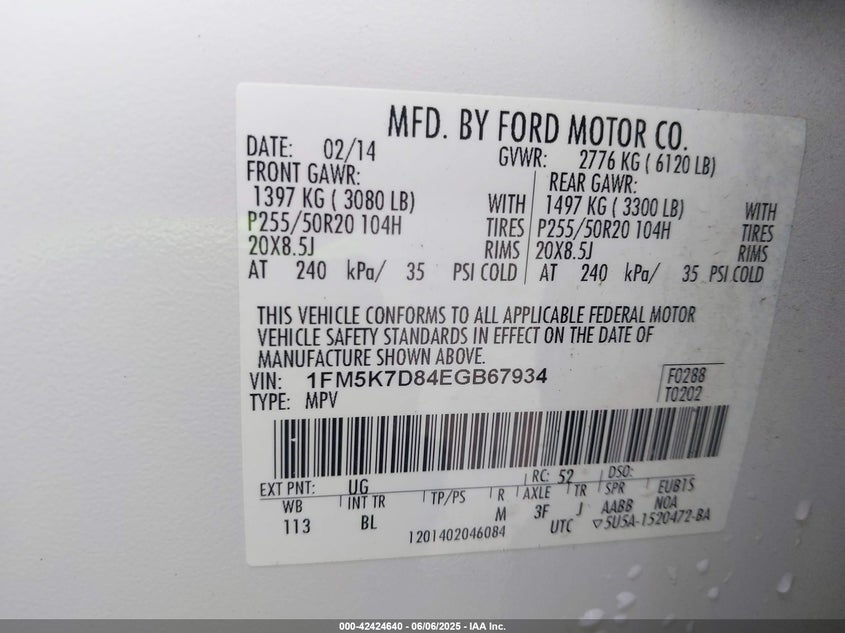 MFD. BY FORD MOTOR CO.
DATE: 02/14 GVWR: 2776 KG ( 6120 LB)
FRONT GAWR: REAR GAWR:
1397 KG ( 3080 LB) WITH 1497 KG ( 3300 LB) WITH
P255/50R20 104H TIRES P255/50R20 104H TIRES
20X8.5J RIMS 20X8.5J RIMS
AT 240 kPa/ 35 PSI COLD AT 240 kPa/ 35 PSI COLD
THIS VEHICLE CONFORMS TO ALL APPLICABLE FEDERAL MOTOR
VEHICLE SAFETY STANDARDS IN EFFECT ON THE DATE OF
MANUFACTURE SHOWN ABOVE.
VIN: 1FM5K7D84EGB67934 F0288
TYPE: MPV T0202
EXT PNT: UG RC: 52 DSO:
WB INT TR TP/PS R AXLE TR SPR EUB1S
113 BL M 3F J AABB NOA
1201402046084 UTC ▽5U5A-1520472-BA
000-42424640 - 06/06/2025 - IAA Inc.